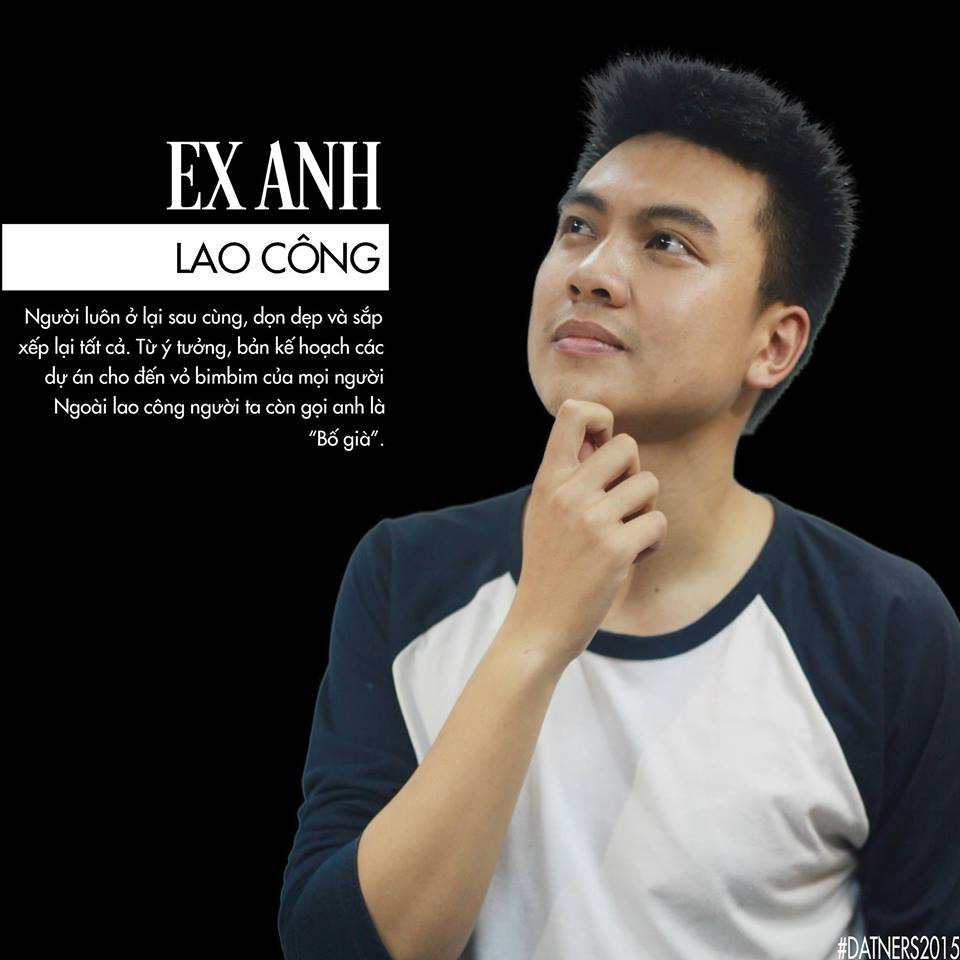 EX ANH
LAO CÔNG
Người luôn ở lại sau cùng, dọn dẹp và sắp
xếp lại tất cả. Từ ý tưởng, bản kế hoạch các
dự án cho đến vỏ bimbim của mọi người
Ngoài lao công người ta còn gọi anh là
“Bố già”.
#DATNERS2015